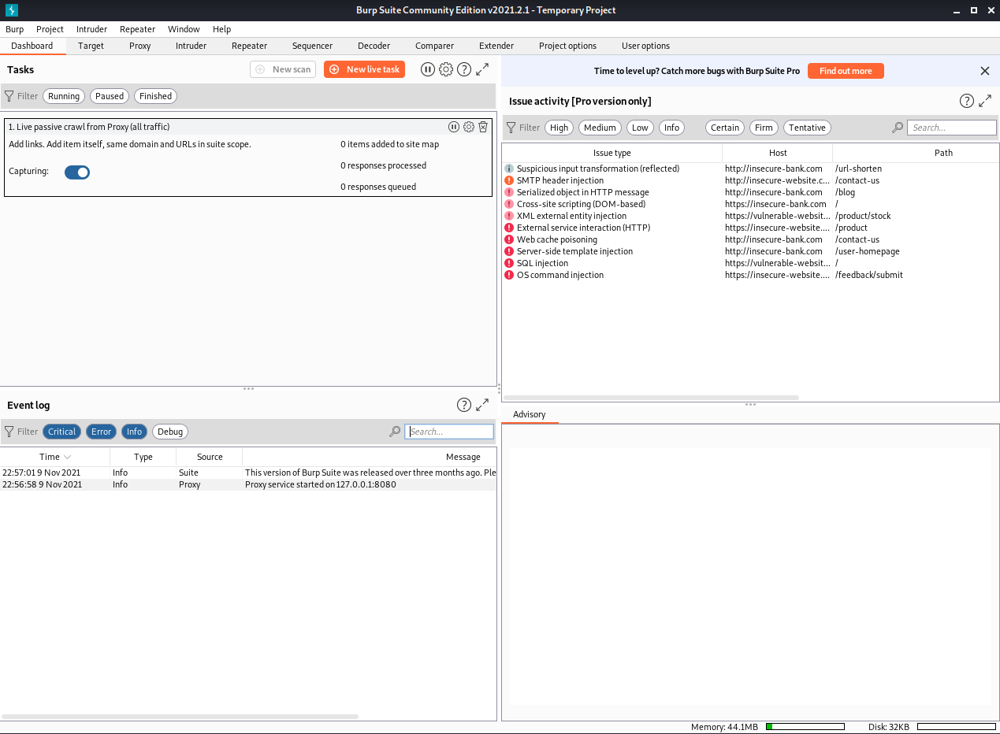 Burp Suite Community Edition v2021.2.1 - Temporary Project
Burp Project Intruder Repeater Window Help
Dashboard Target Proxy Intruder Repeater Sequencer Decoder Comparer Extender Project options User options
Tasks
New scan
New live task
Filter Running Paused Finished
1. Live passive crawl from Proxy (all traffic)
Add links. Add item itself, same domain and URLs in suite scope.
0 items added to site map
0 responses processed
Capturing:
0 responses queued
Time to level up? Catch more bugs with Burp Suite Pro
Find out more
Issue activity [Pro version only]
Filter High Medium Low Info Certain Firm Tentative Search...
Issue type Host Path
Suspicious input transformation (reflected) http://insecure-bank.com /url-shorten
SMTP header injection http://insecure-website.c... /contact-us
Serialized object in HTTP message http://insecure-bank.com /blog
Cross-site scripting (DOM-based) https://insecure-bank.com /
XML external entity injection https://vulnerable-websit... /product/stock
External service interaction (HTTP) https://insecure-website.... /product
Web cache poisoning http://insecure-bank.com /contact-us
Server-side template injection http://insecure-bank.com /user-homepage
SQL injection https://vulnerable-websit... /
OS command injection https://insecure-website.... /feedback/submit
Event log
Filter Critical Error Info Debug Search...
Time Type Source Message
22:57:01 9 Nov 2021 Info Suite This version of Burp Suite was released over three months ago. Ple
22:56:58 9 Nov 2021 Info Proxy Proxy service started on 127.0.0.1:8080
Advisory
Memory: 44.1MB
Disk: 32KB